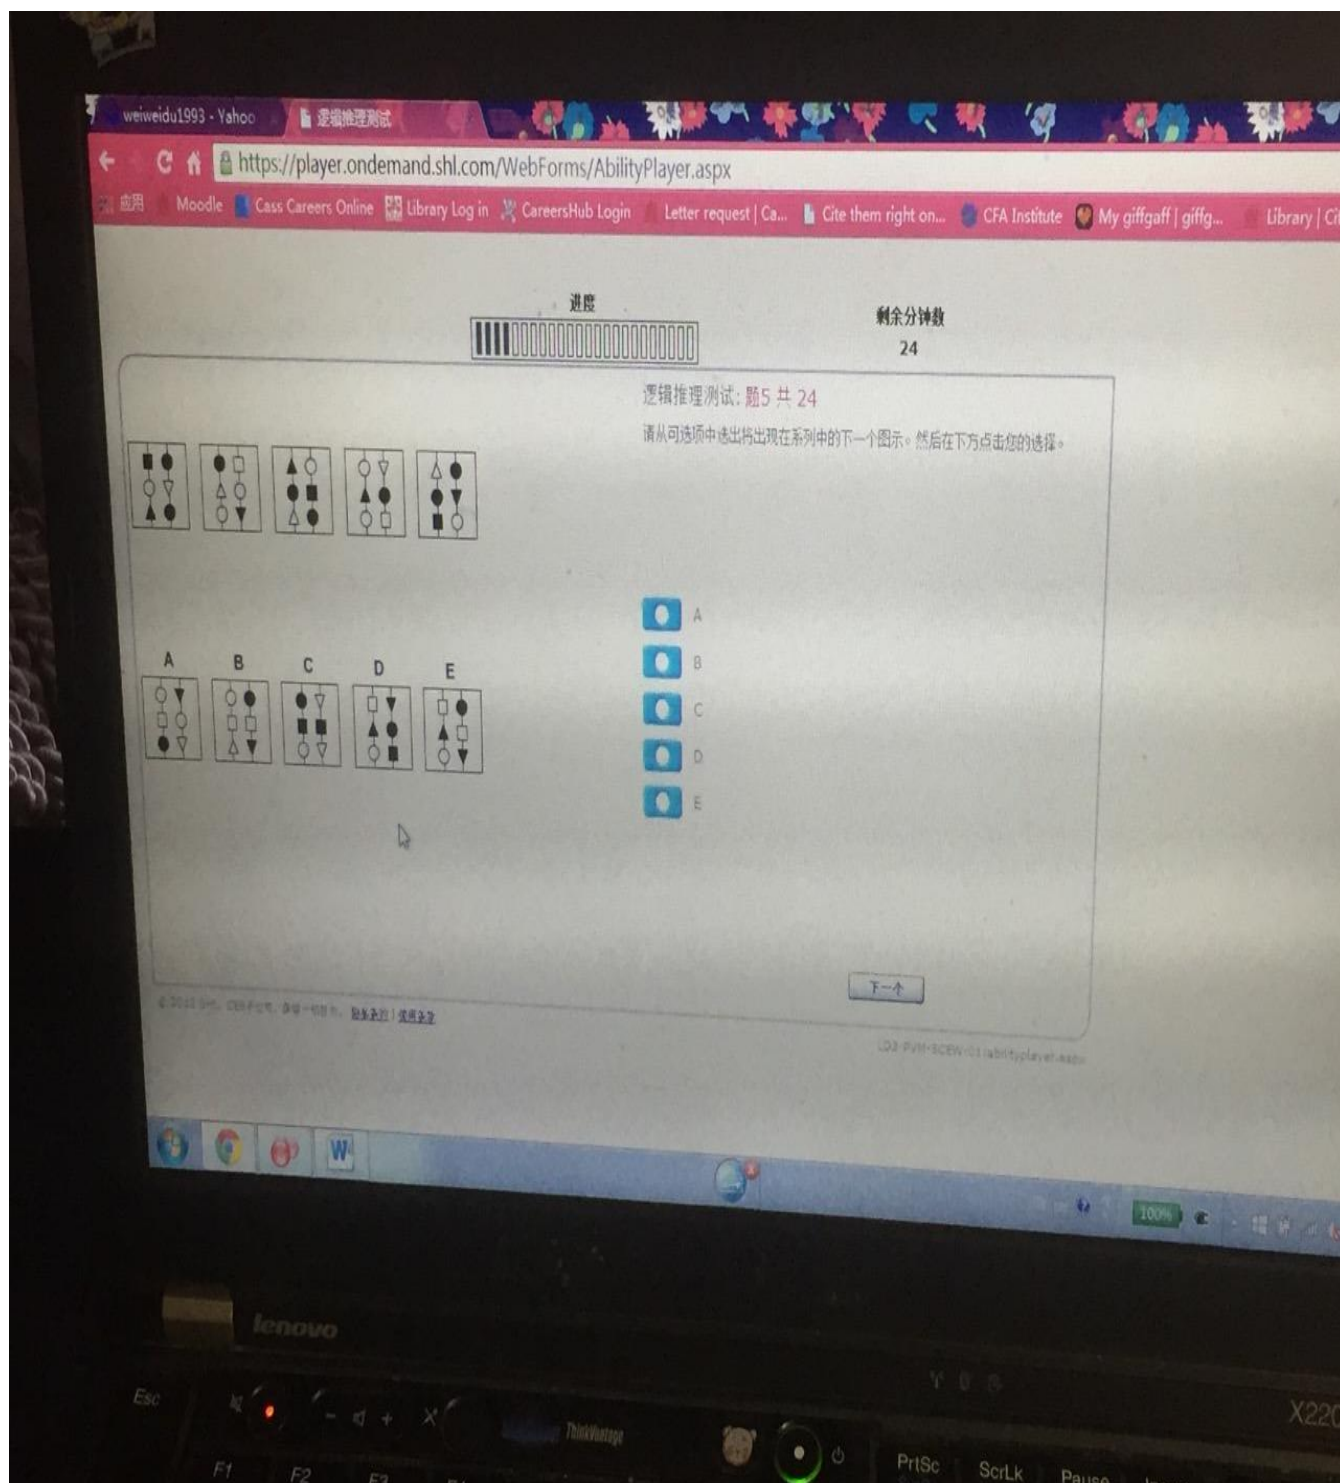 weiweidu1993 - Yahoo
逻辑推理测试
https://player.ondemand.shl.com/WebForms/AbilityPlayer.aspx
应用 Moodle Cass Careers Online Library Log in CareersHub Login Letter request | Ca... Cite them right on... CFA Institute My giffgaff | giffg... Library |
进度
剩余分钟数
24
逻辑推理测试: 题5 共 24
请从可选项中选出将出现在系列中的下一个图示。然后在下方点击您的选择。
A
B
C
D
E
A B C D E
下一个
100%
lenovo
X220
Esc
ThinkVantage
PrtSc
ScrLk
Pause
F1
F2